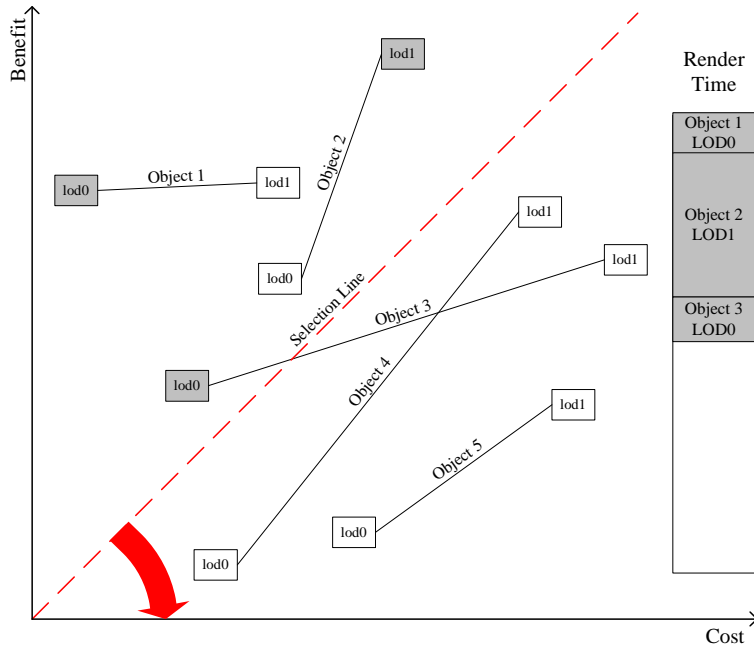 Benefit
lod1
Render
Time
Object 1
LOD0
Object 2
lod0
Object 1
lod1
Object 2
LOD1
lod1
lod0
Selection Line
lod1
Object 3
Object 3
LOD0
lod0
Object 4
lod1
Object 5
lod0
lod0
Cost